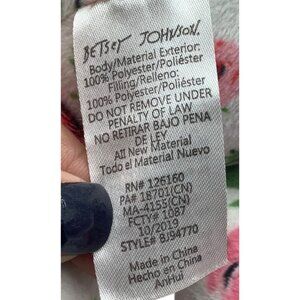 BETSEY JOHNSON.
Body/Material Exterior:
100% Polyester/Poliéster
Filling/Relleno:
100% Polyester/Poliéster
DO NOT REMOVE UNDER
PENALTY OF LAW
NO RETIRAR BAJO PENA
DE LEY
All New Material
Todo el Material Nuevo
RN# 126160
PA# 18701(CN)
MA-4155(CN)
FCTY# 1087
10/2019
STYLE# BJ94770
Made in China
Hecho en China
AnHui